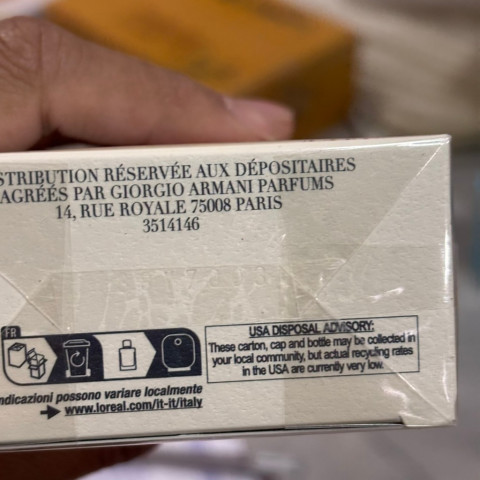 STRIBUTION RÉSERVÉE AUX DÉPOSITAIRES
AGRÉÉS PAR GIORGIO ARMANI PARFUMS
14, RUE ROYALE 75008 PARIS
3514146
FR
ndicazioni possono variare localmente
www.loreal.com/it-it/italy
USA DISPOSAL ADVISORY:
These carton, cap and bottle may be collected in
your local community, but actual recycling rates
in the USA are currently very low.